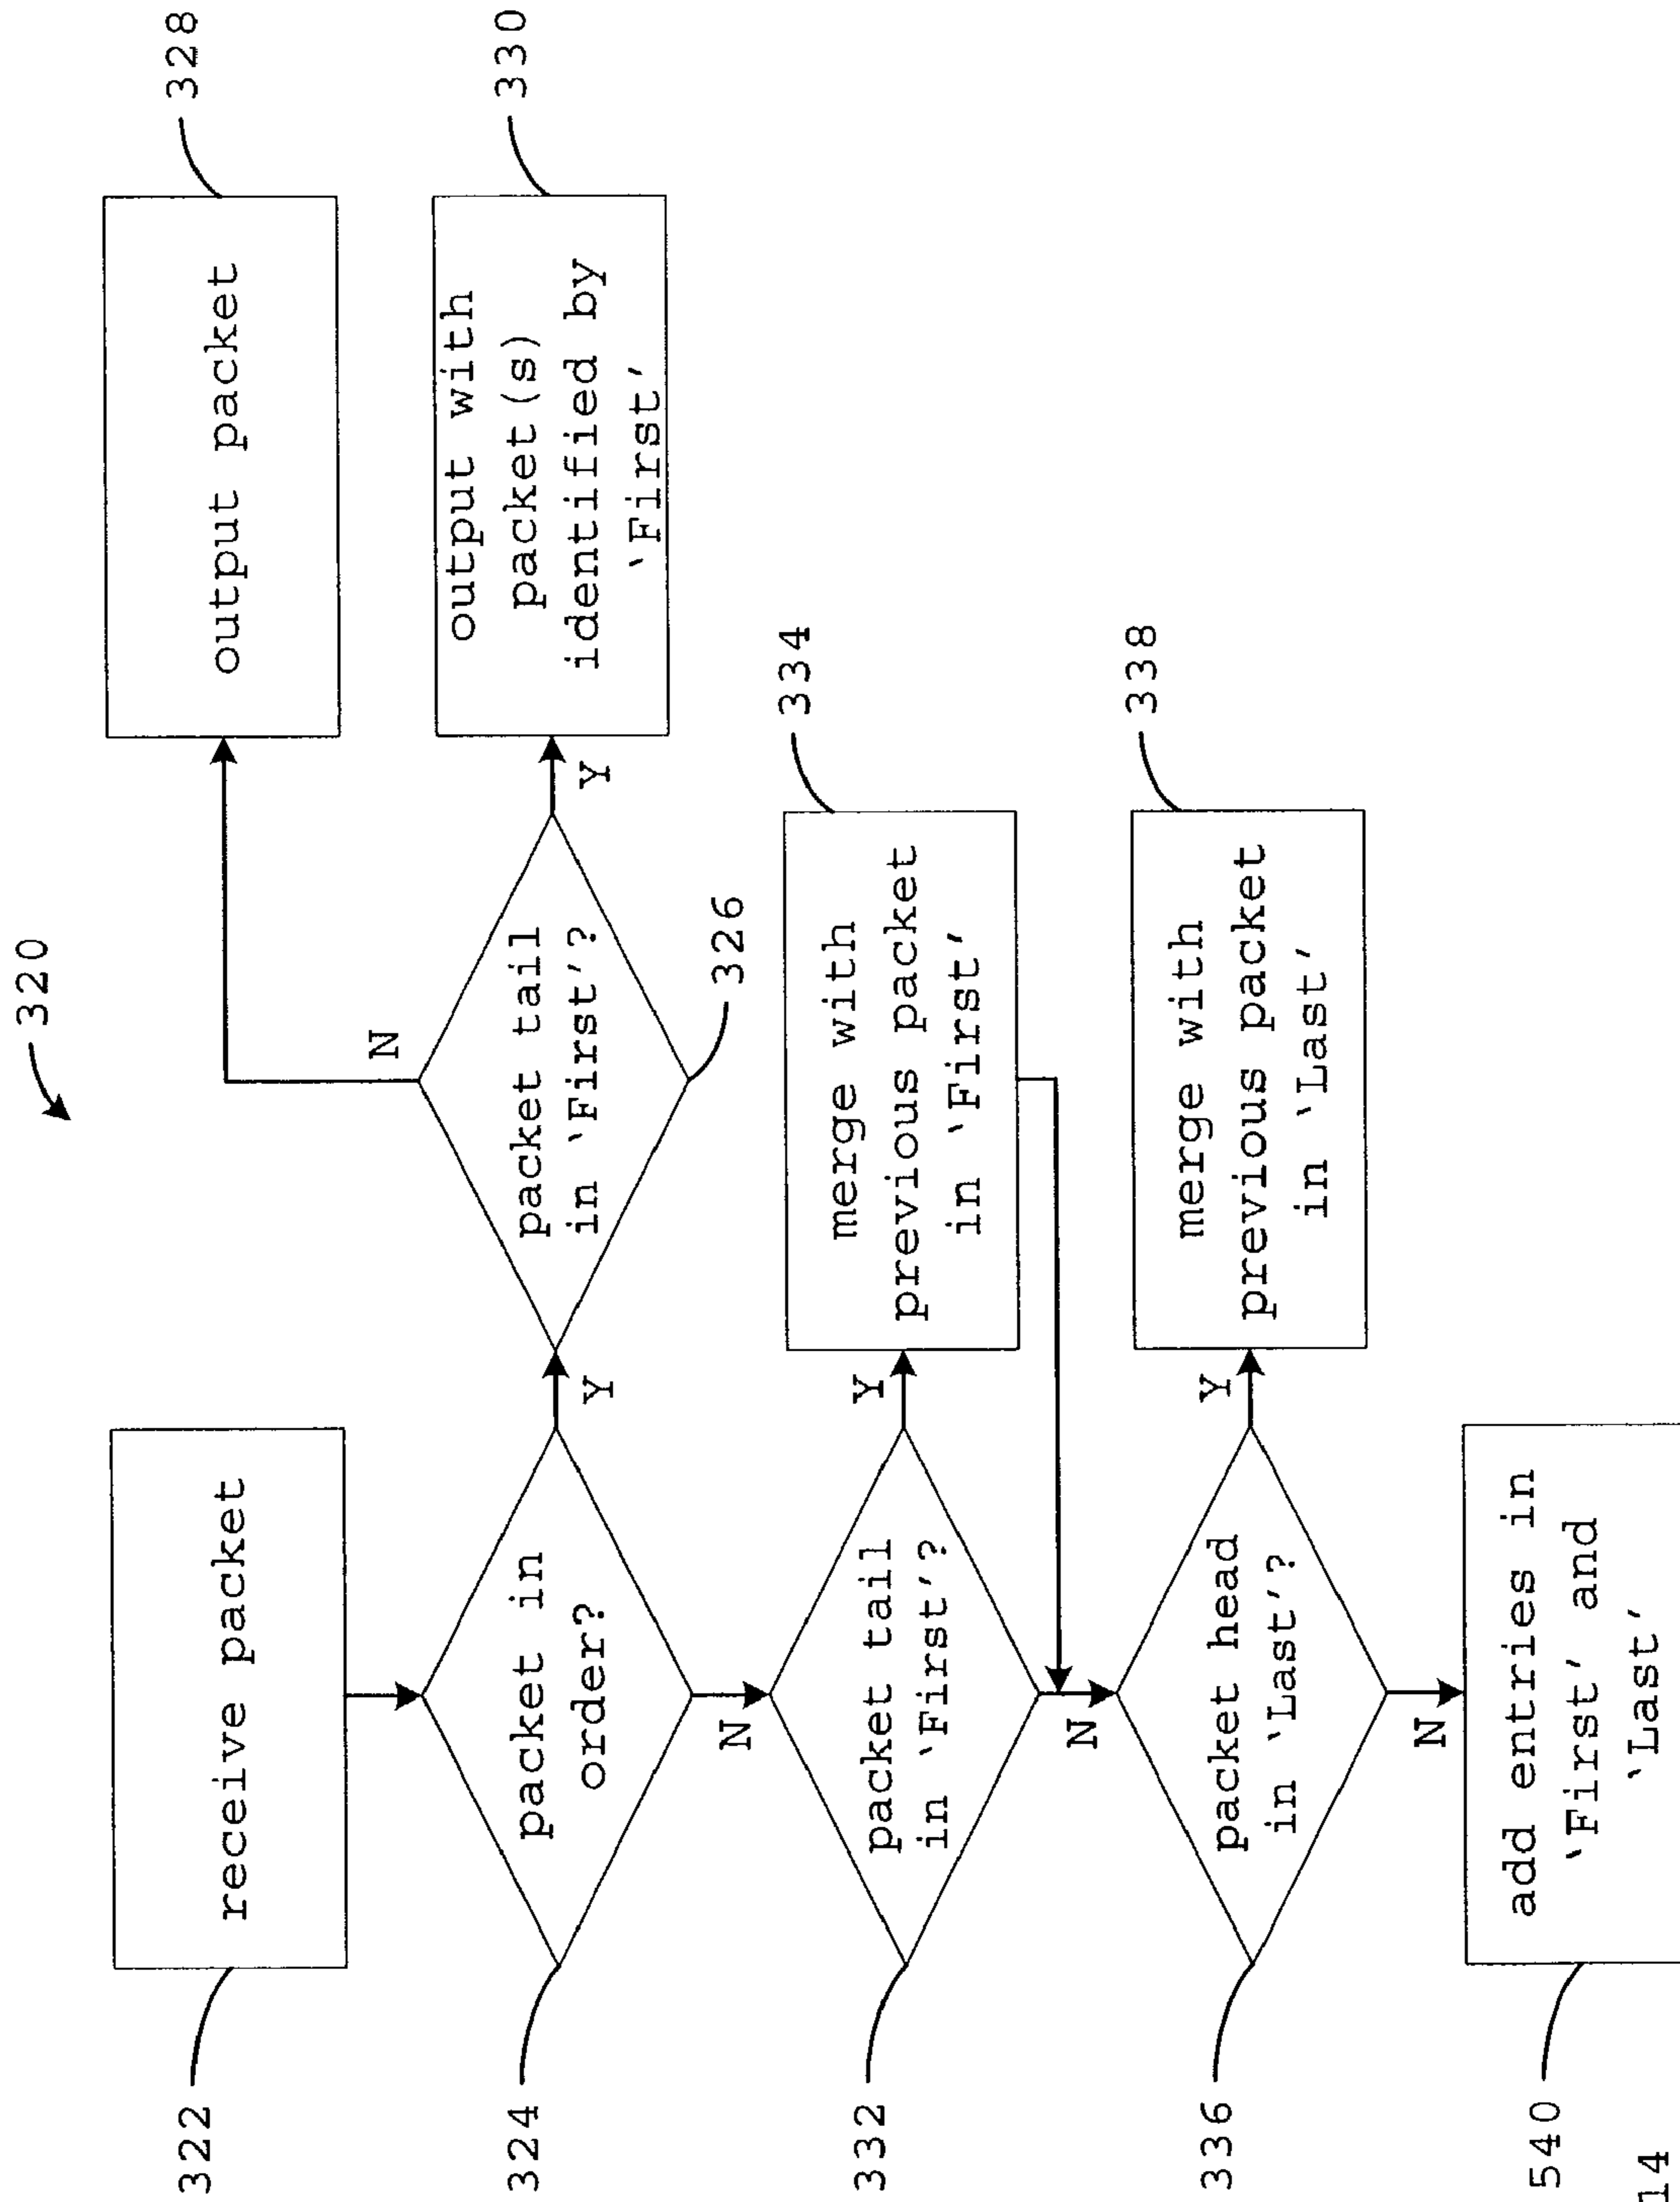 320
322
receive packet
324
packet in
order?
Y
N
packet tail
in ‵First′?
326
N
Y
328
output packet
330
output with
packet(s)
identified by
‵First′
332
packet tail
in ‵First′?
Y
N
334
merge with
previous packet
in ‵First′
336
packet head
in ‵Last′?
Y
N
338
merge with
previous packet
in ‵Last′
540
add entries in
‵First′ and
‵Last′
14